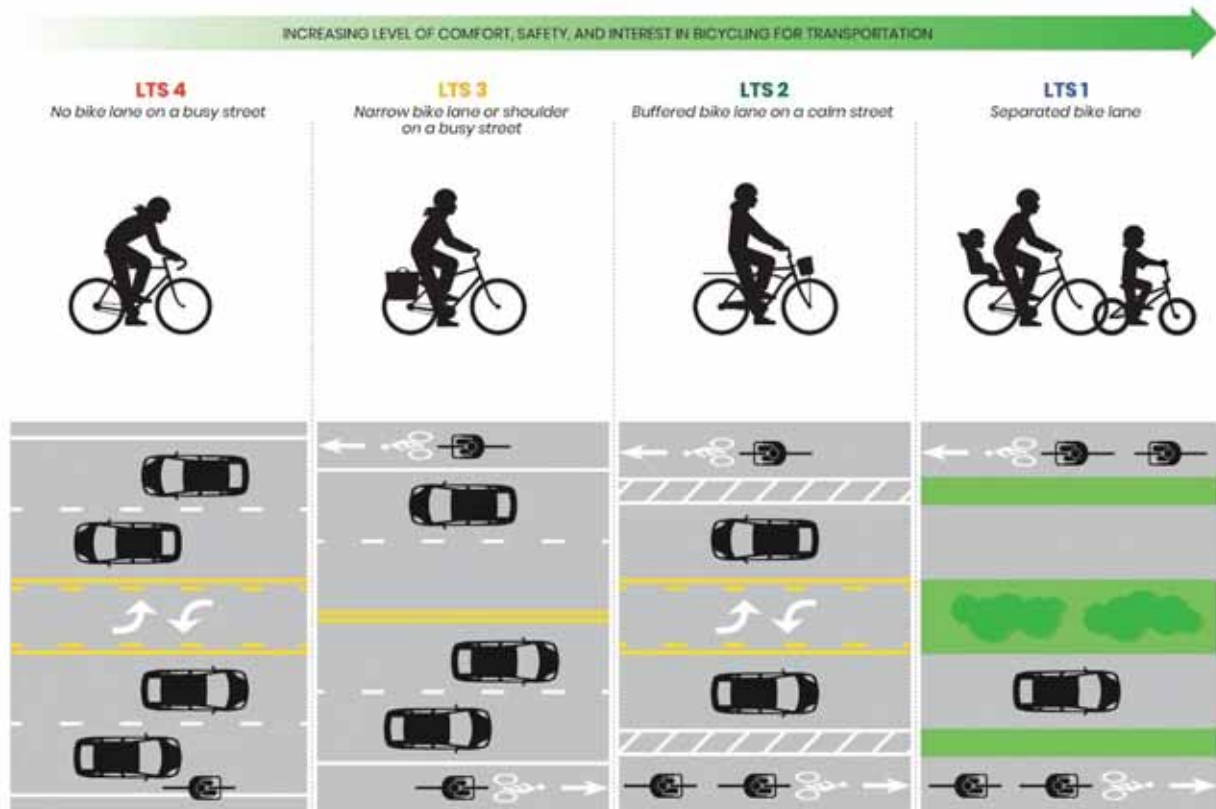 INCREASING LEVEL OF COMFORT, SAFETY, AND INTEREST IN BICYCLING FOR TRANSPORTATION
LTS 4
No bike lane on a busy street
LTS 3
Narrow bike lane or shoulder
on a busy street
LTS 2
Buffered bike lane on a calm street
LTS 1
Separated bike lane